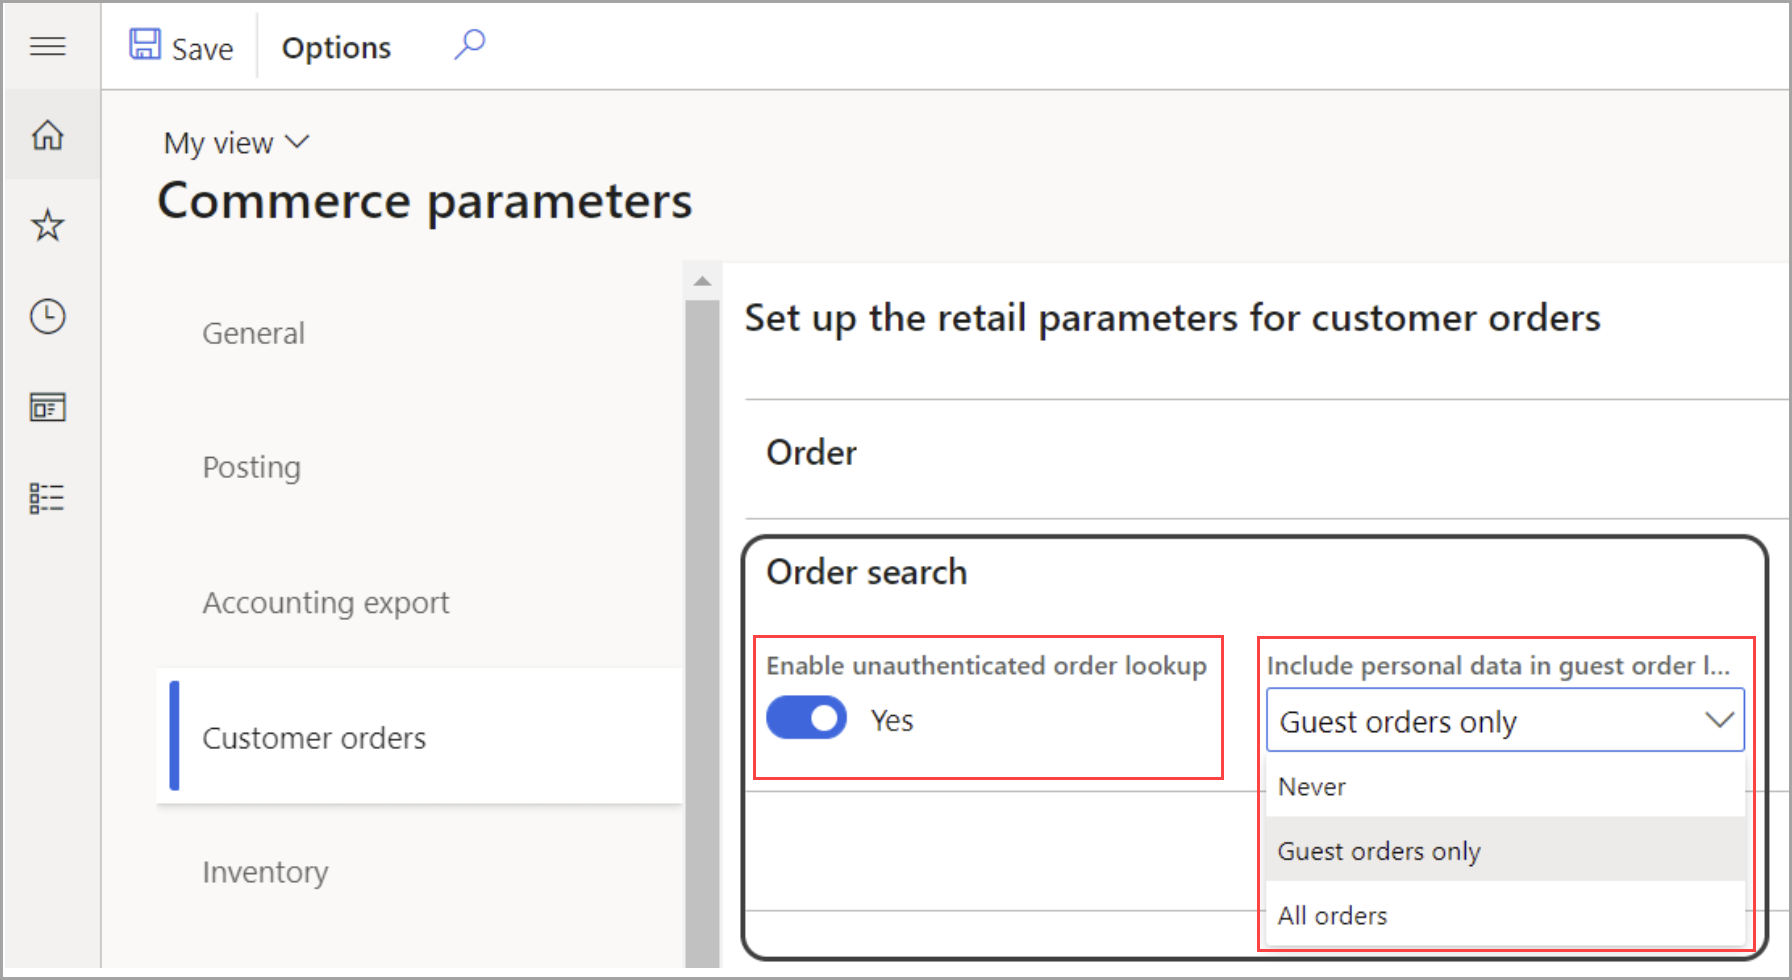 Save
Options
My view
Commerce parameters
General
Posting
Accounting export
Customer orders
Inventory
Set up the retail parameters for customer orders
Order
Order search
Enable unauthenticated order lookup
Yes
Include personal data in guest order l...
Guest orders only
Never
Guest orders only
All orders